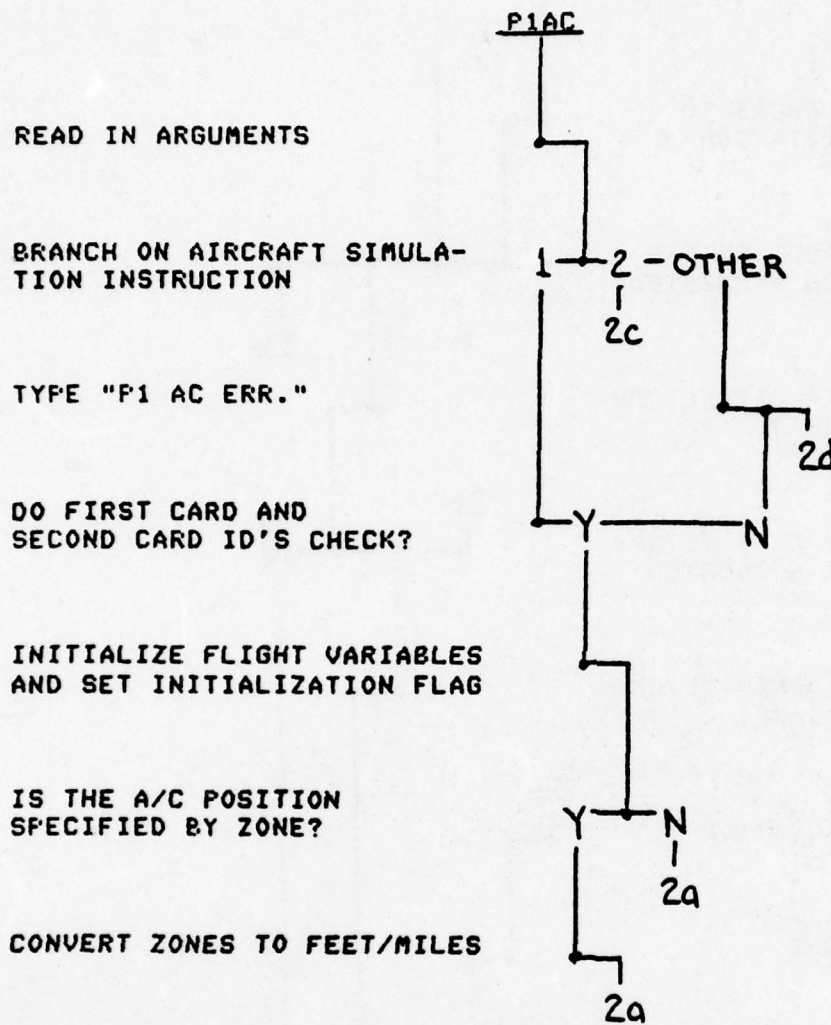 P1AC
READ IN ARGUMENTS
BRANCH ON AIRCRAFT SIMULA-
TION INSTRUCTION
1 2 - OTHER
2c
TYPE "P1 AC ERR."
2d
DO FIRST CARD AND
SECOND CARD ID'S CHECK?
Y N
INITIALIZE FLIGHT VARIABLES
AND SET INITIALIZATION FLAG
IS THE A/C POSITION
SPECIFIED BY ZONE?
Y N
2a
CONVERT ZONES TO FEET/MILES
2a